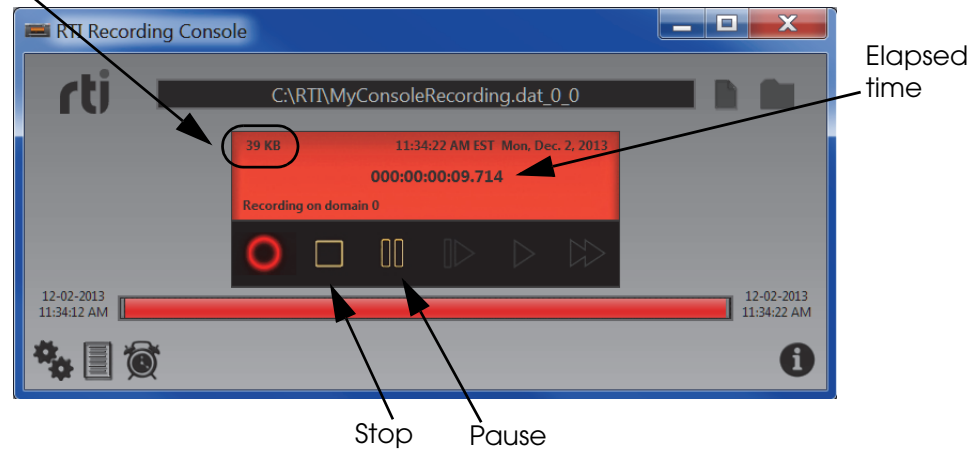 RTI Recording Console
Elapsed
time
rti
C:\RTI\MyConsoleRecording.dat_0_0
39 KB
11:34:22 AM EST Mon, Dec. 2, 2013
000:00:00:09.714
Recording on domain 0
12-02-2013
11:34:12 AM
12-02-2013
11:34:22 AM
Stop
Pause